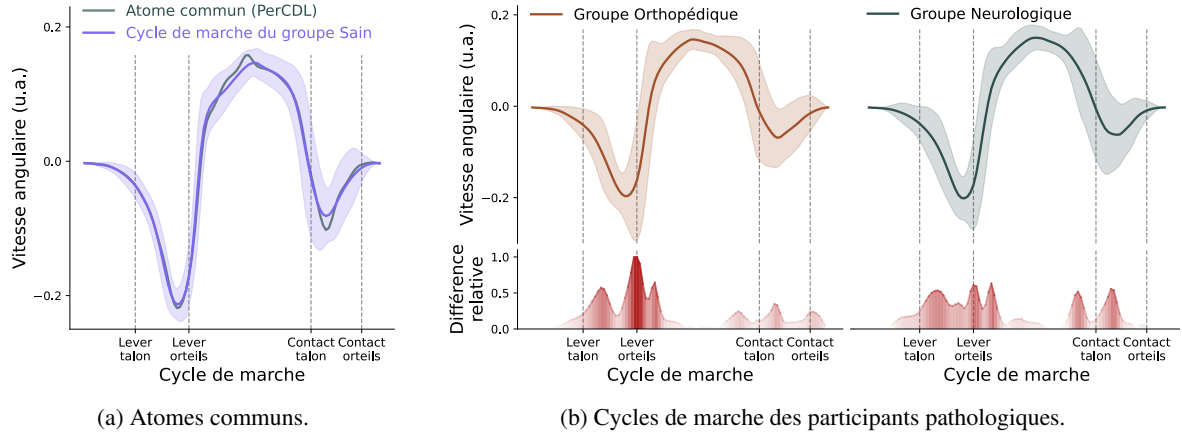 Atome commun (PerCDL)
Cycle de marche du groupe Sain
Vitesse angulaire (u.a.)
0.2
0.0
−0.2
Lever
talon
Lever
orteils
Contact
talon
Contact
orteils
Cycle de marche
(a) Atomes communs.
Groupe Orthopédique
Vitesse angulaire (u.a.)
0.0
−0.2
Différence
relative
1.0
0.5
0.0
Lever
talon
Lever
orteils
Contact
talon
Contact
orteils
Cycle de marche
Groupe Neurologique
0.0
−0.2
Lever
talon
Lever
orteils
Contact
talon
Contact
orteils
Cycle de marche
(b) Cycles de marche des participants pathologiques.